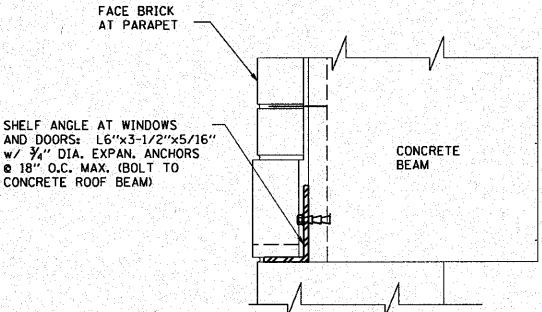 FACE BRICK
AT PARAPET
SHELF ANGLE AT WINDOWS
AND DOORS: L6"x3-1/2"x5/16"
w/ 3/4" DIA. EXPAN. ANCHORS
@ 18" O.C. MAX. (BOLT TO
CONCRETE ROOF BEAM)
CONCRETE
BEAM